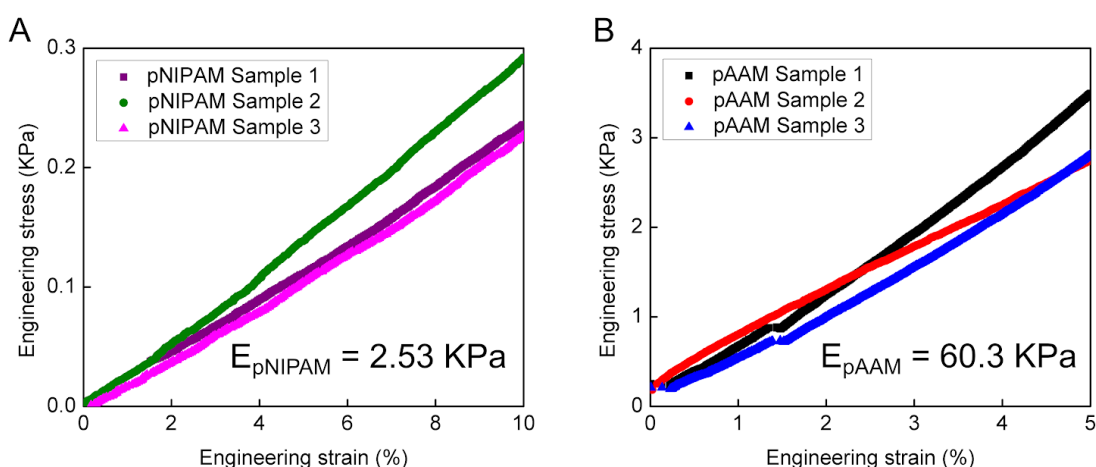 A
Engineering stress (KPa)
0.3
0.2
0.1
0.0
pNIPAM Sample 1
pNIPAM Sample 2
pNIPAM Sample 3
EpNIPAM = 2.53 KPa
0 2 4 6 8 10
Engineering strain (%)
B
Engineering stress (KPa)
4
3
2
1
0
pAAM Sample 1
pAAM Sample 2
pAAM Sample 3
EpAAM = 60.3 KPa
0 1 2 3 4 5
Engineering strain (%)